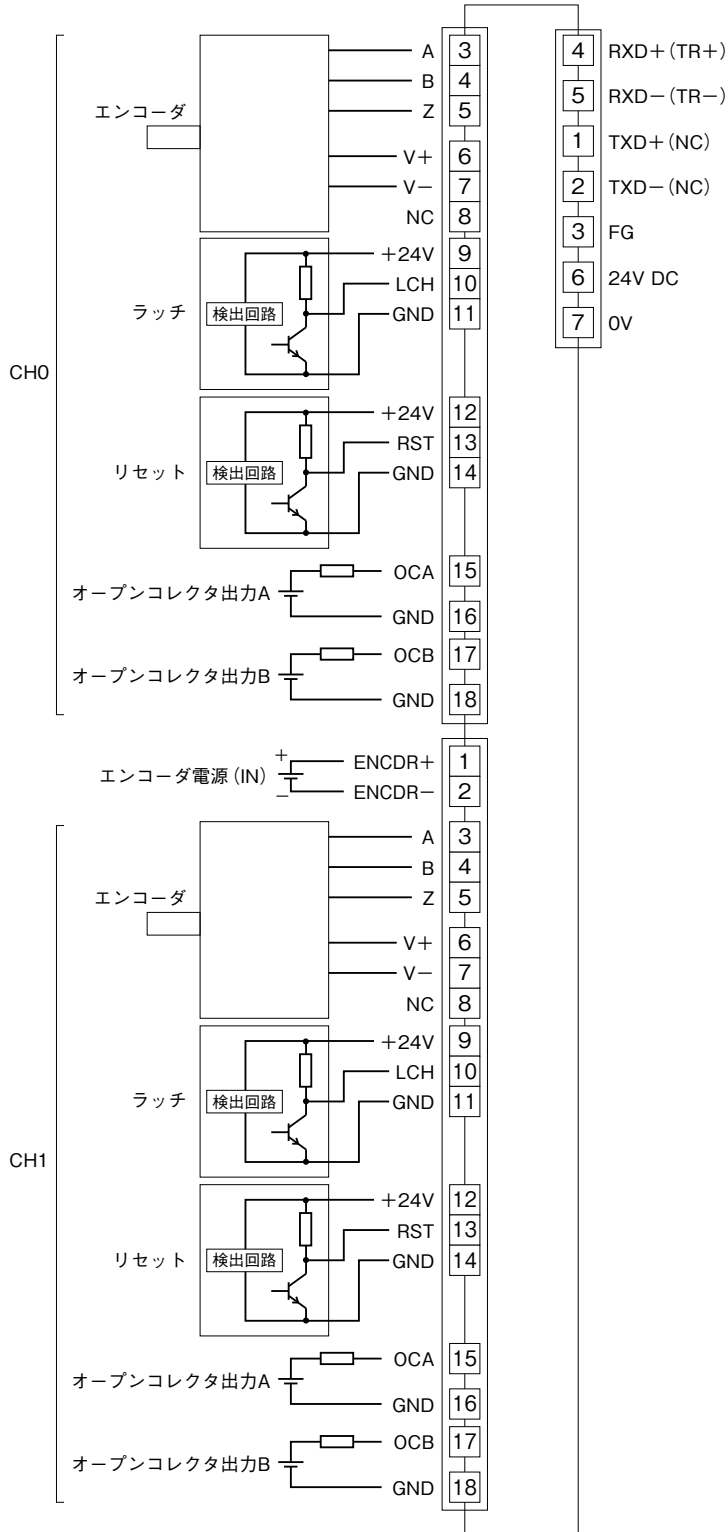 CH0
エンコーダ
A 3
B 4
Z 5
V+ 6
V− 7
NC 8
ラッチ
検出回路
+24V 9
LCH 10
GND 11
リセット
検出回路
+24V 12
RST 13
GND 14
オープンコレクタ出力A
OCA 15
GND 16
オープンコレクタ出力B
OCB 17
GND 18
エンコーダ電源(IN)
+
−
ENCDR+ 1
ENCDR− 2
CH1
エンコーダ
A 3
B 4
Z 5
V+ 6
V− 7
NC 8
ラッチ
検出回路
+24V 9
LCH 10
GND 11
リセット
検出回路
+24V 12
RST 13
GND 14
オープンコレクタ出力A
OCA 15
GND 16
オープンコレクタ出力B
OCB 17
GND 18
4 RXD+(TR+)
5 RXD−(TR−)
1 TXD+(NC)
2 TXD−(NC)
3 FG
6 24V DC
7 0V